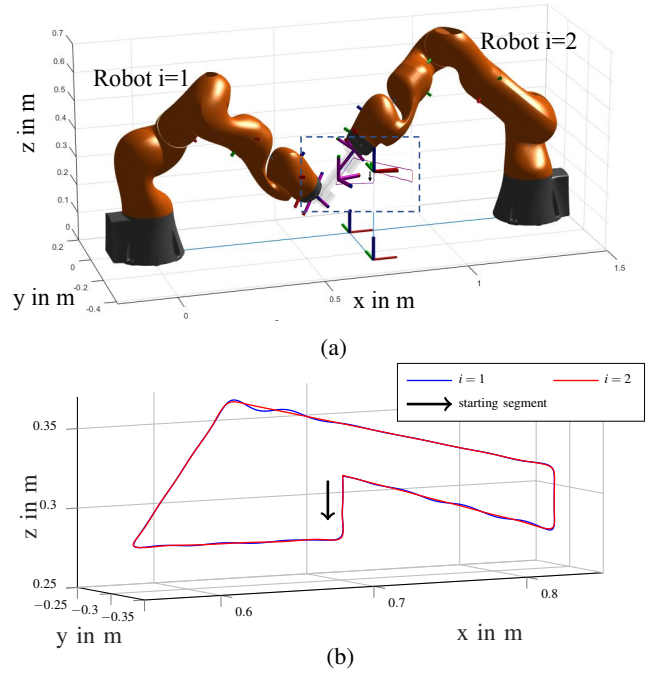 0.7
0.6
0.5
0.4
0.3
0.2
0.1
0
z in m
Robot i=1
Robot i=2
0.2
0
-0.2
-0.4
y in m
0
0.5
1
1.5
x in m
(a)
i = 1
i = 2
starting segment
0.35
0.3
0.25
z in m
−0.25
−0.3
−0.35
y in m
0.6
0.7
0.8
x in m
(b)